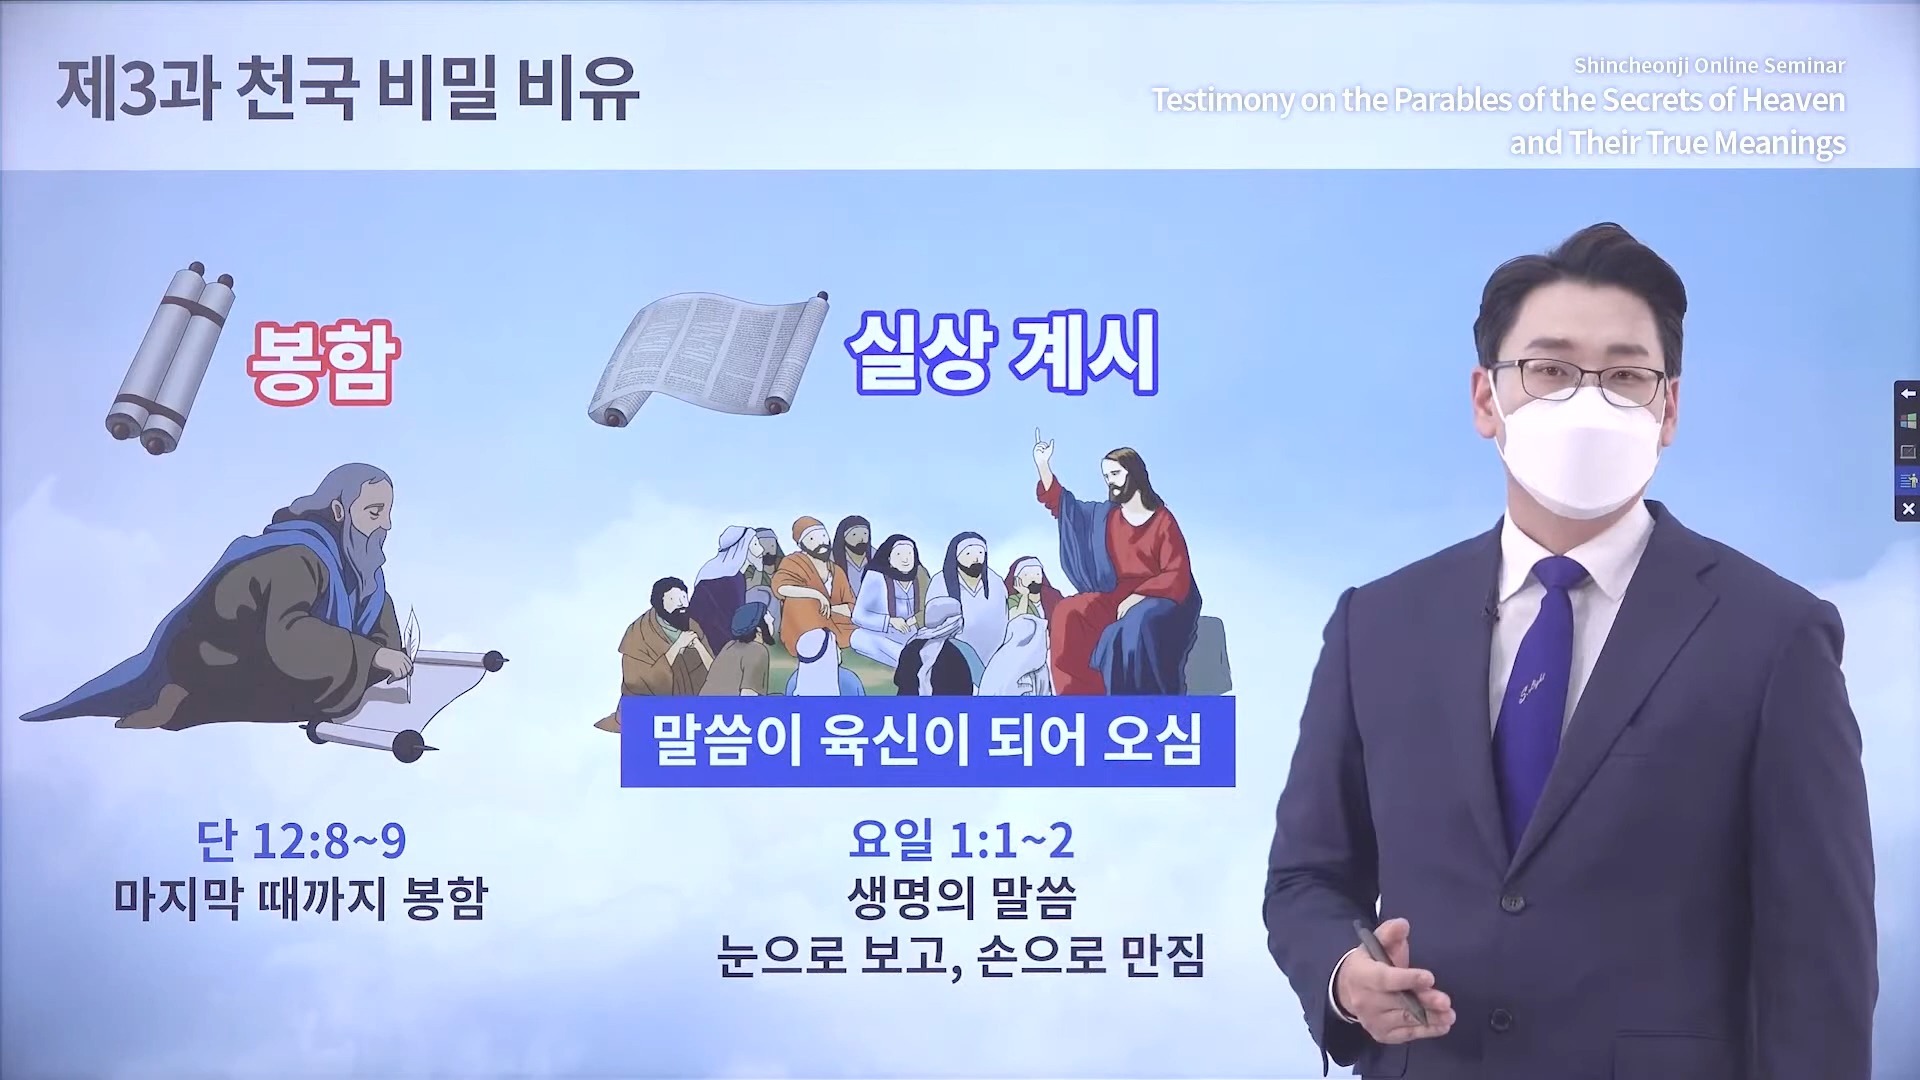 제3과 천국 비밀 비유
Shincheonji Online Seminar
Testimony on the Parables of the Secrets of Heaven
and Their True Meanings
봉함
실상 계시
말씀이 육신이 되어 오심
단 12:8~9
마지막 때까지 봉함
요일 1:1~2
생명의 말씀
눈으로 보고, 손으로 만짐